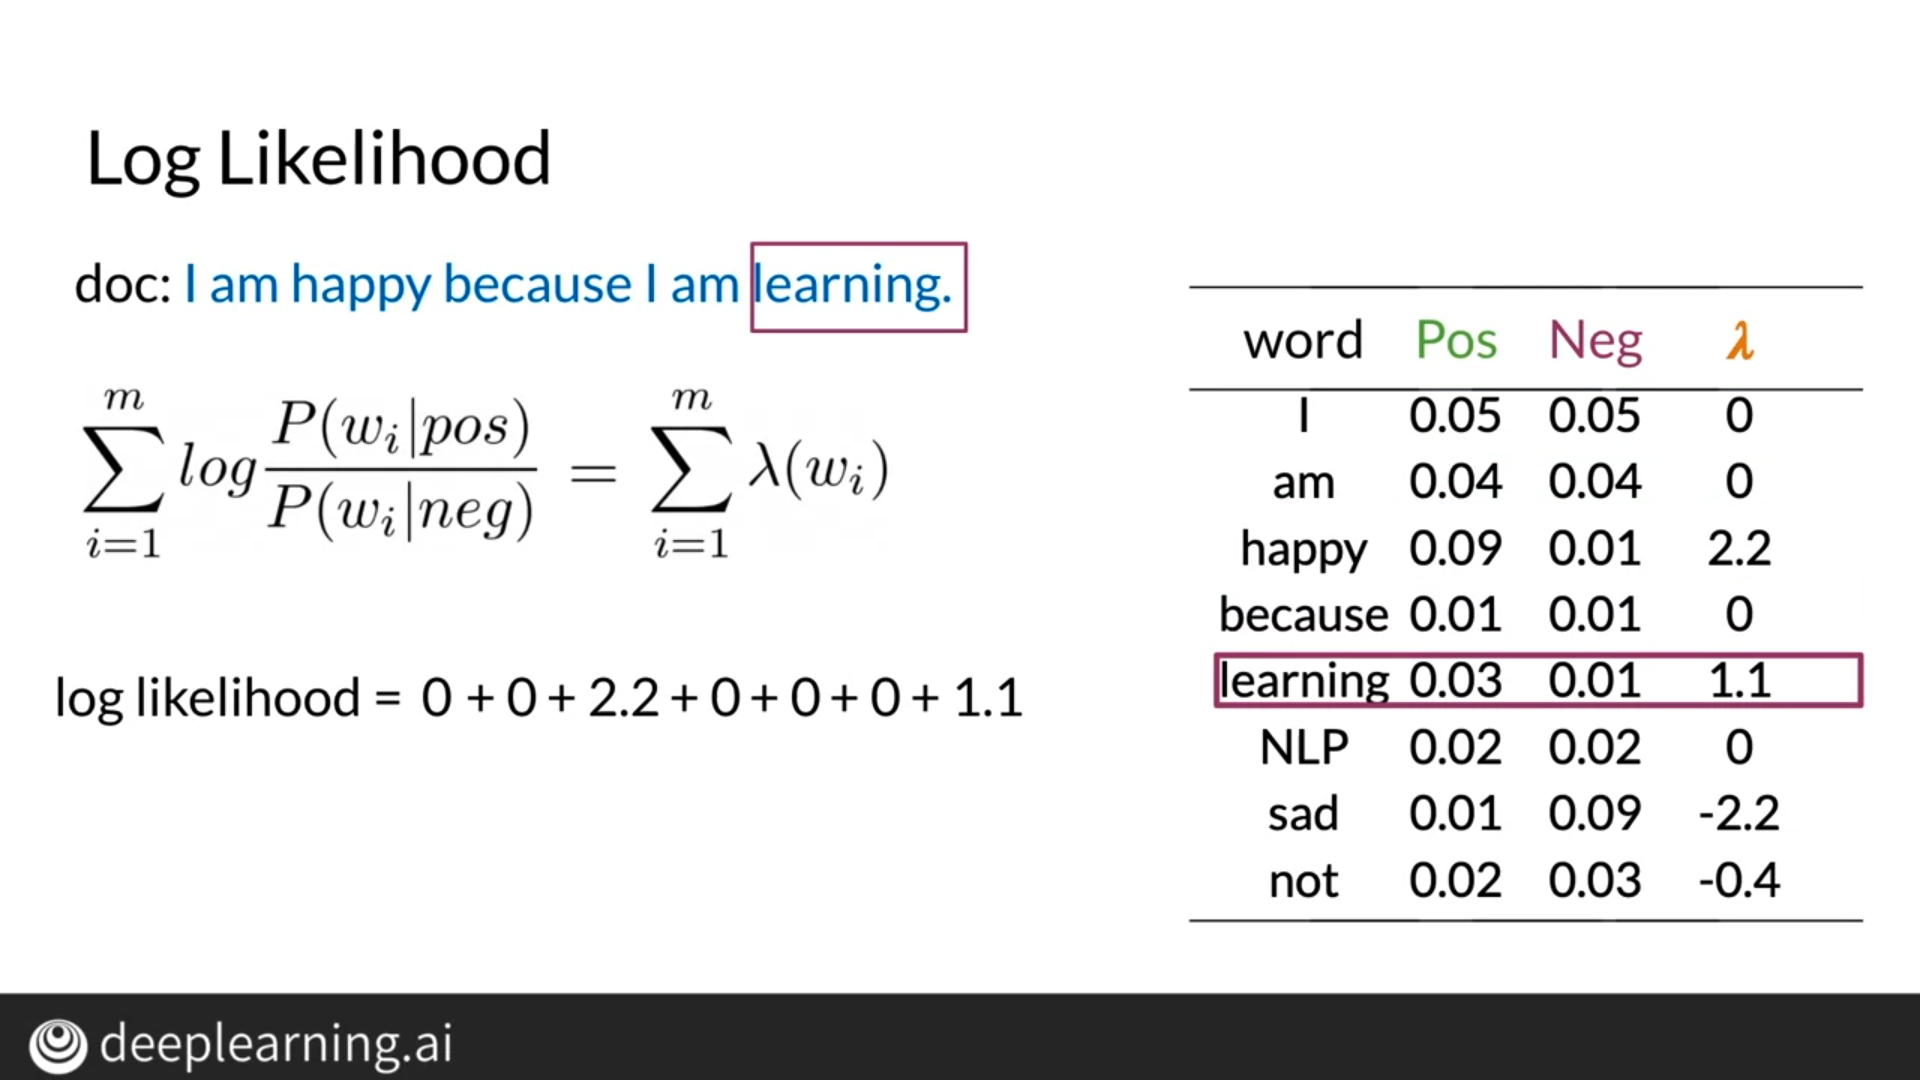 Log Likelihood
doc: I am happy because I am learning.
\sum_{i=1}^{m} log \frac{P(w_i|pos)}{P(w_i|neg)} = \sum_{i=1}^{m} \lambda(w_i)
log likelihood = 0 + 0 + 2.2 + 0 + 0 + 0 + 1.1
word Pos Neg λ
I 0.05 0.05 0
am 0.04 0.04 0
happy 0.09 0.01 2.2
because 0.01 0.01 0
learning 0.03 0.01 1.1
NLP 0.02 0.02 0
sad 0.01 0.09 -2.2
not 0.02 0.03 -0.4
deeplearning.ai